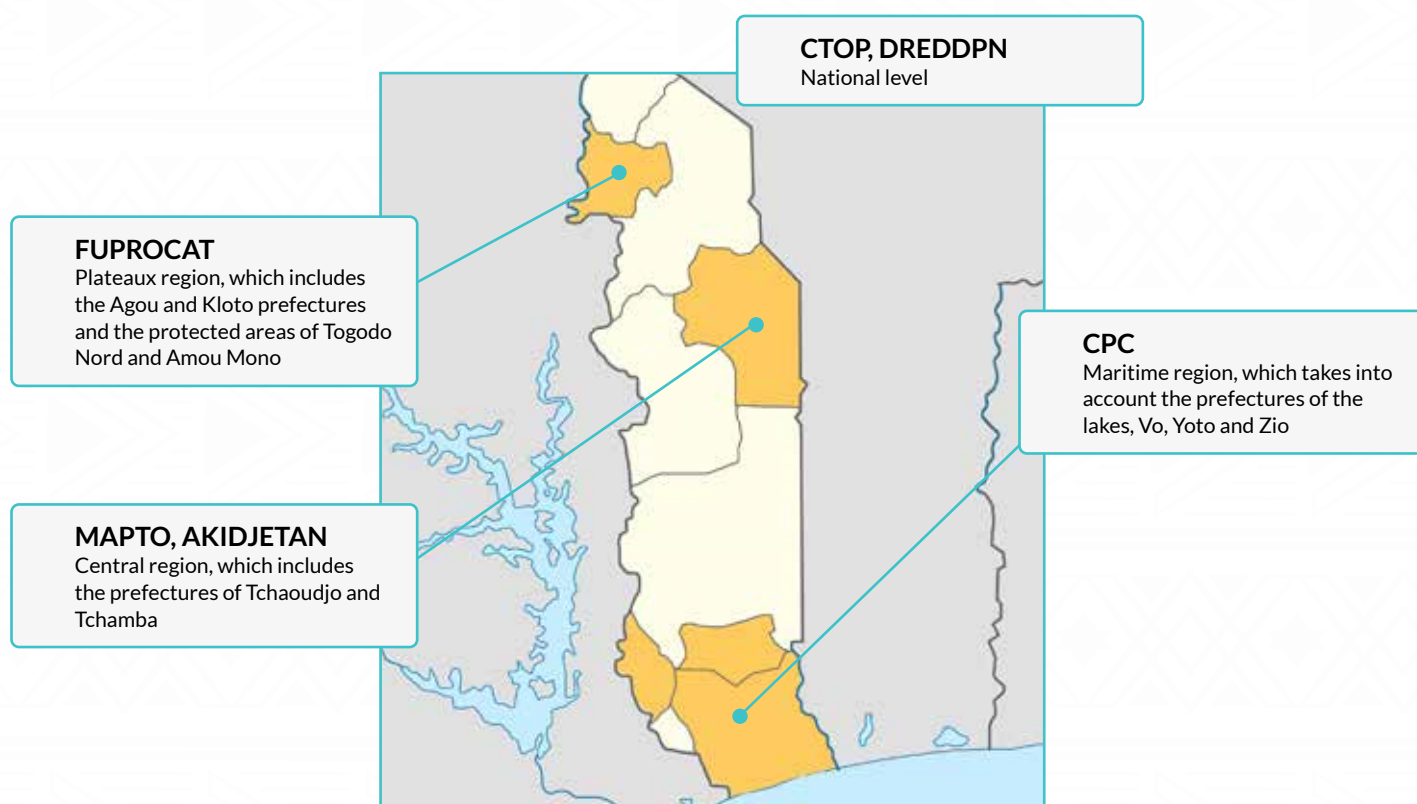 CTOP, DREDDPN
National level
FUPROCAT
Plateaux region, which includes
the Agou and Kloto prefectures
and the protected areas of Togodo
Nord and Amou Mono
CPC
Maritime region, which takes into
account the prefectures of the
lakes, Vo, Yoto and Zio
MAPTO, AKIDJETAN
Central region, which includes
the prefectures of Tchaoudjo and
Tchamba